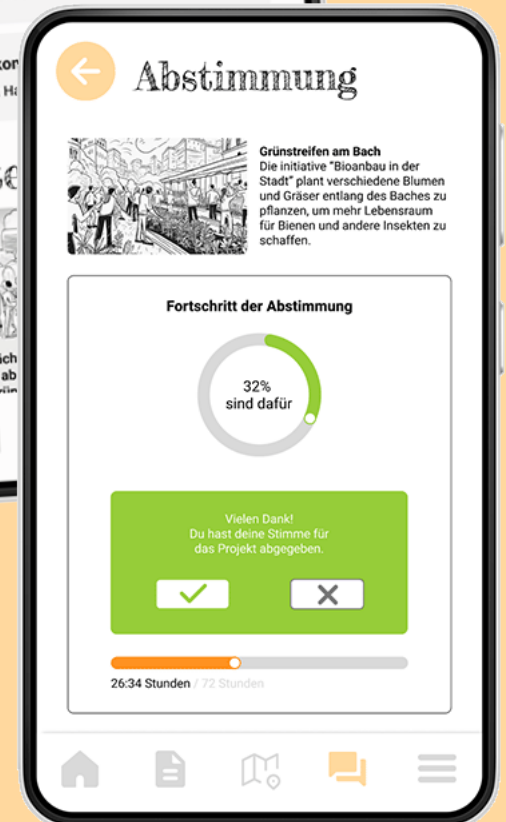 Abstimmung
Grünstreifen am Bach
Die initiative "Bioanbau in der
Stadt" plant verschiedene Blumen
und Gräser entlang des Baches zu
pflanzen, um mehr Lebensraum
für Bienen und andere Insekten zu
schaffen.
Fortschritt der Abstimmung
32%
sind dafür
Vielen Dank!
Du hast deine Stimme für
das Projekt abgegeben.
26:34 Stunden / 72 Stunden